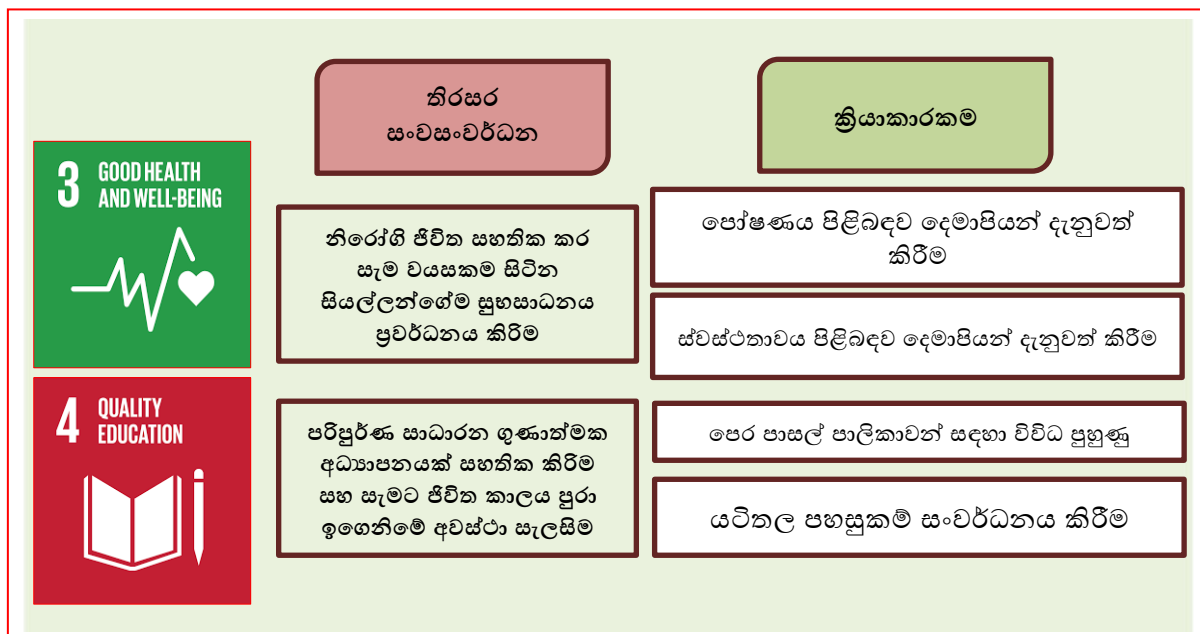 තිරසර
සංවසංවර්ධන
ක්‍රියාකාරකම
3 GOOD HEALTH
AND WELL-BEING
නිරෝගි ජිවිත සහතික කර
සැම වයසකම සිටින
සියල්ලන්ගේම සුභසාධනය
ප්‍රවර්ධනය කිරිම
පෝෂණය පිළිබඳව දෙමාපියන් දැනුවත්
කිරීම
ස්වස්ථතාවය පිළිබඳව දෙමාපියන් දැනුවත් කිරීම
4 QUALITY
EDUCATION
පරිපුර්ණ සාධාරන ගුණාත්මක
අධ්‍යාපනයක් සහතික කිරිම
සහ සැමට ජිවිත කාලය පුරා
ඉගෙනිමේ අවස්ථා සැලසිම
පෙර පාසල් පාලිකාවන් සඳහා විවිධ පුහුණු
යටිතල පහසුකම් සංවර්ධනය කිරීම